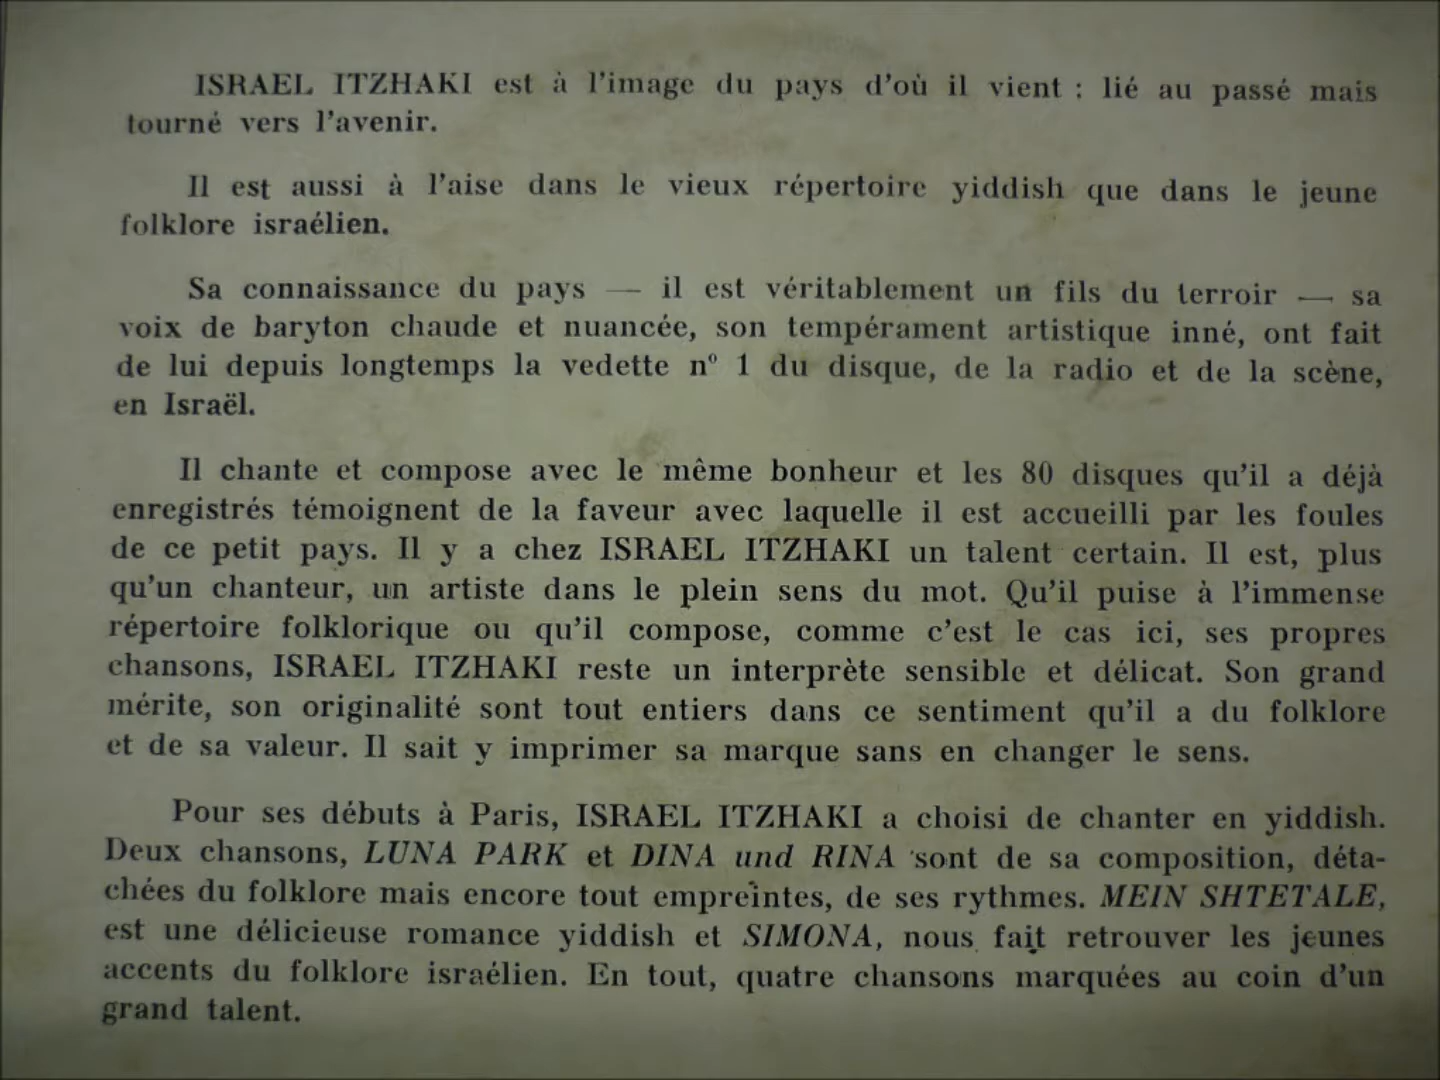 ISRAEL ITZHAKI est à l'image du pays d'où il vient : lié au passé mais
tourné vers l'avenir.
Il est aussi à l'aise dans le vieux répertoire yiddish que dans le jeune
folklore israélien.
Sa connaissance du pays — il est véritablement un fils du terroir — sa
voix de baryton chaude et nuancée, son tempérament artistique inné, ont fait
de lui depuis longtemps la vedette nº 1 du disque, de la radio et de la scène,
en Israël.
Il chante et compose avec le même bonheur et les 80 disques qu'il a déjà
enregistrés témoignent de la faveur avec laquelle il est accueilli par les foules
de ce petit pays. Il y a chez ISRAEL ITZHAKI un talent certain. Il est, plus
qu'un chanteur, un artiste dans le plein sens du mot. Qu'il puise à l'immense
répertoire folklorique ou qu'il compose, comme c'est le cas ici, ses propres
chansons, ISRAEL ITZHAKI reste un interprète sensible et délicat. Son grand
mérite, son originalité sont tout entiers dans ce sentiment qu'il a du folklore
et de sa valeur. Il sait y imprimer sa marque sans en changer le sens.
Pour ses débuts à Paris, ISRAEL ITZHAKI a choisi de chanter en yiddish.
Deux chansons, LUNA PARK et DINA und RINA sont de sa composition, déta-
chées du folklore mais encore tout empreintes, de ses rythmes. MEIN SHTETALE,
est une délicieuse romance yiddish et SIMONA, nous fait retrouver les jeunes
accents du folklore israélien. En tout, quatre chansons marquées au coin d'un
grand talent.